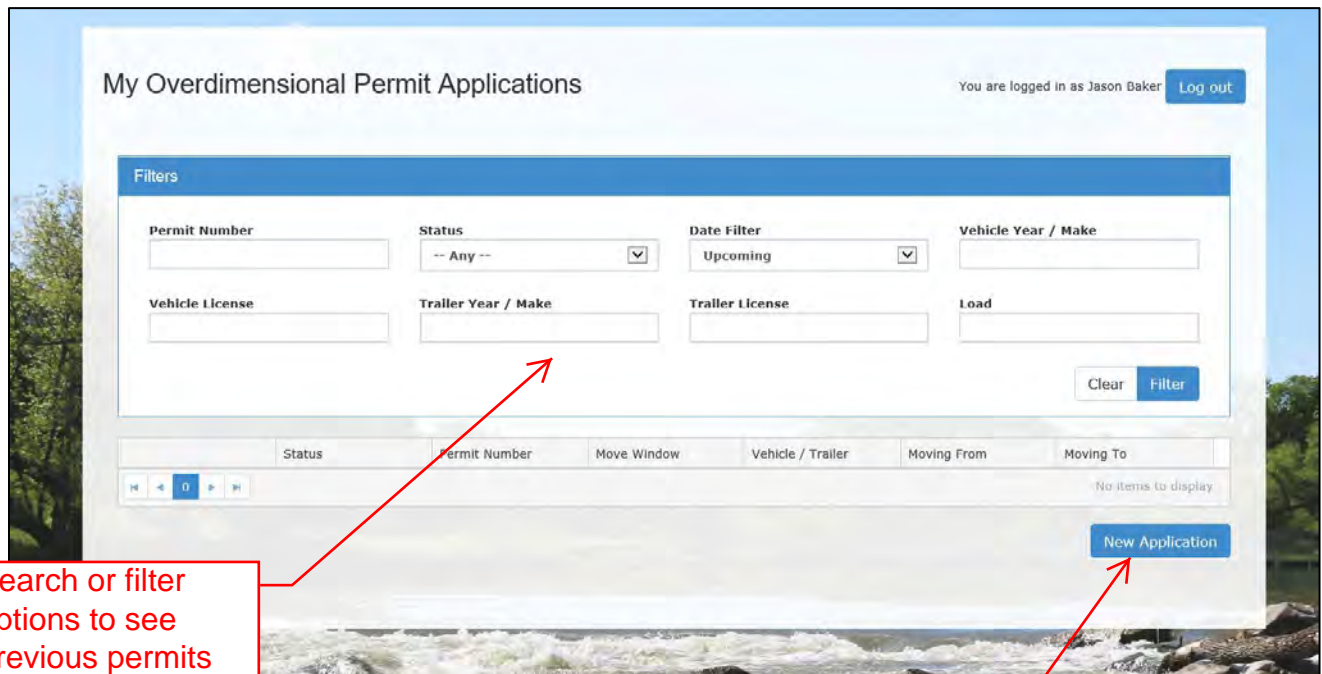 My Overdimensional Permit Applications
You are logged in as Jason Baker Log out
Filters
Permit Number Status Date Filter Vehicle Year / Make
-- Any -- Upcoming
Vehicle License Trailer Year / Make Trailer License Load
Clear Filter
Status Permit Number Move Window Vehicle / Trailer Moving From Moving To
0 No items to display
New Application
earch or filter
ptions to see
revious permits